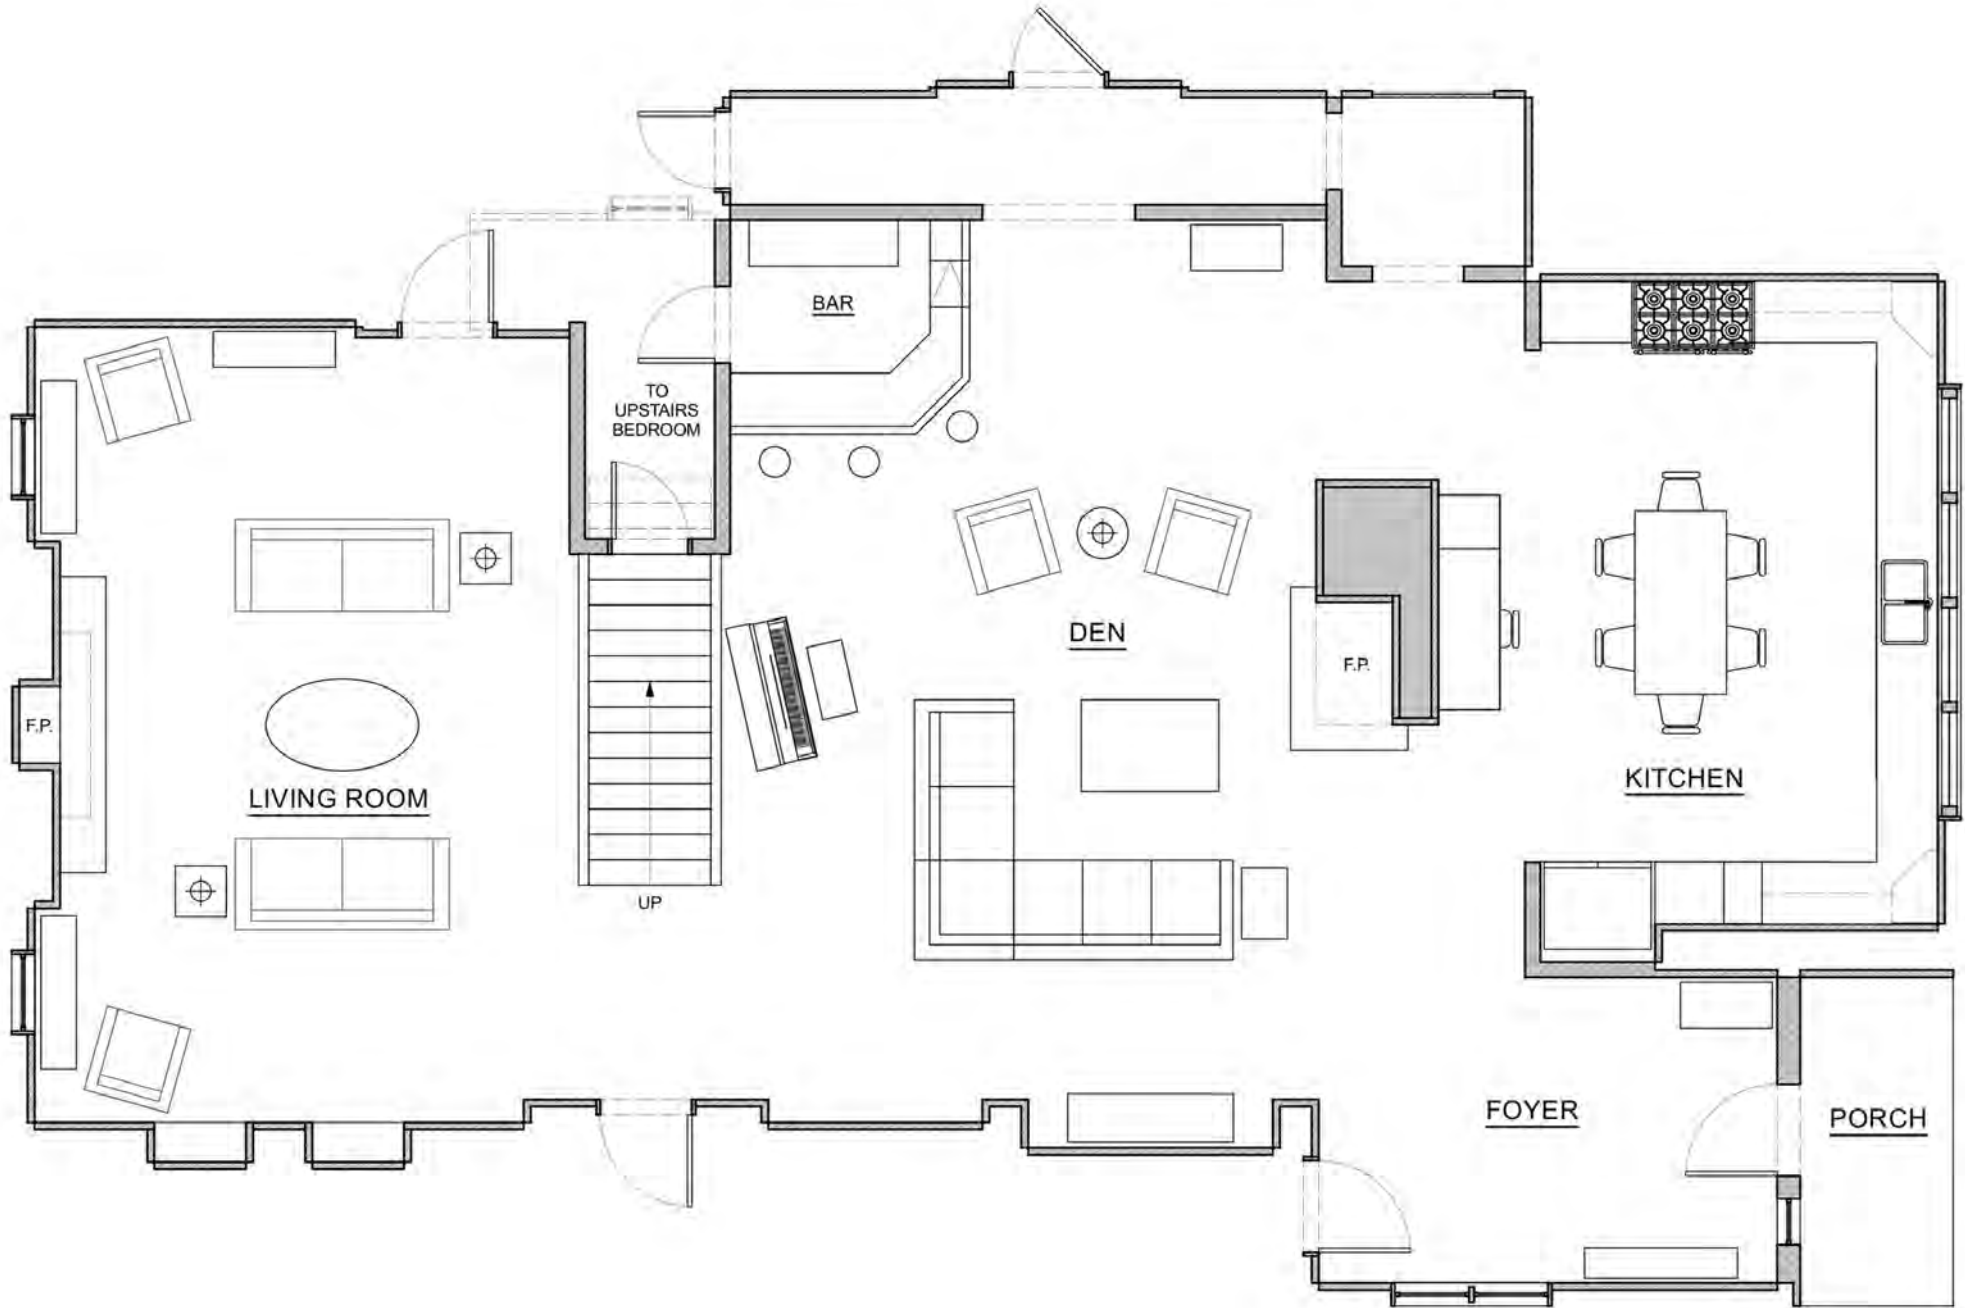 BAR
TO
UPSTAIRS
BEDROOM
DEN
F.P.
F.P.
LIVING ROOM
KITCHEN
UP
FOYER
PORCH